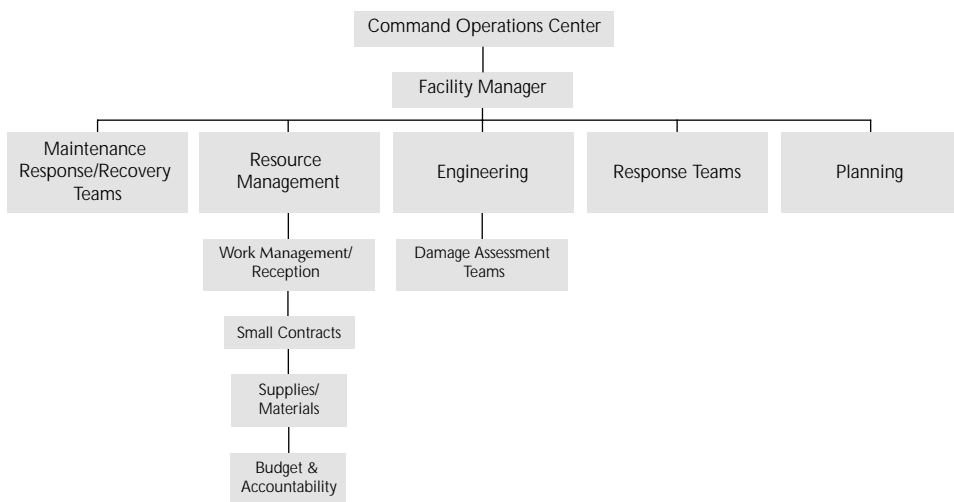 Command Operations Center
Facility Manager
Maintenance
Response/Recovery
Teams
Resource
Management
Engineering
Response Teams
Planning
Work Management/
Reception
Damage Assessment
Teams
Small Contracts
Supplies/
Materials
Budget &
Accountability